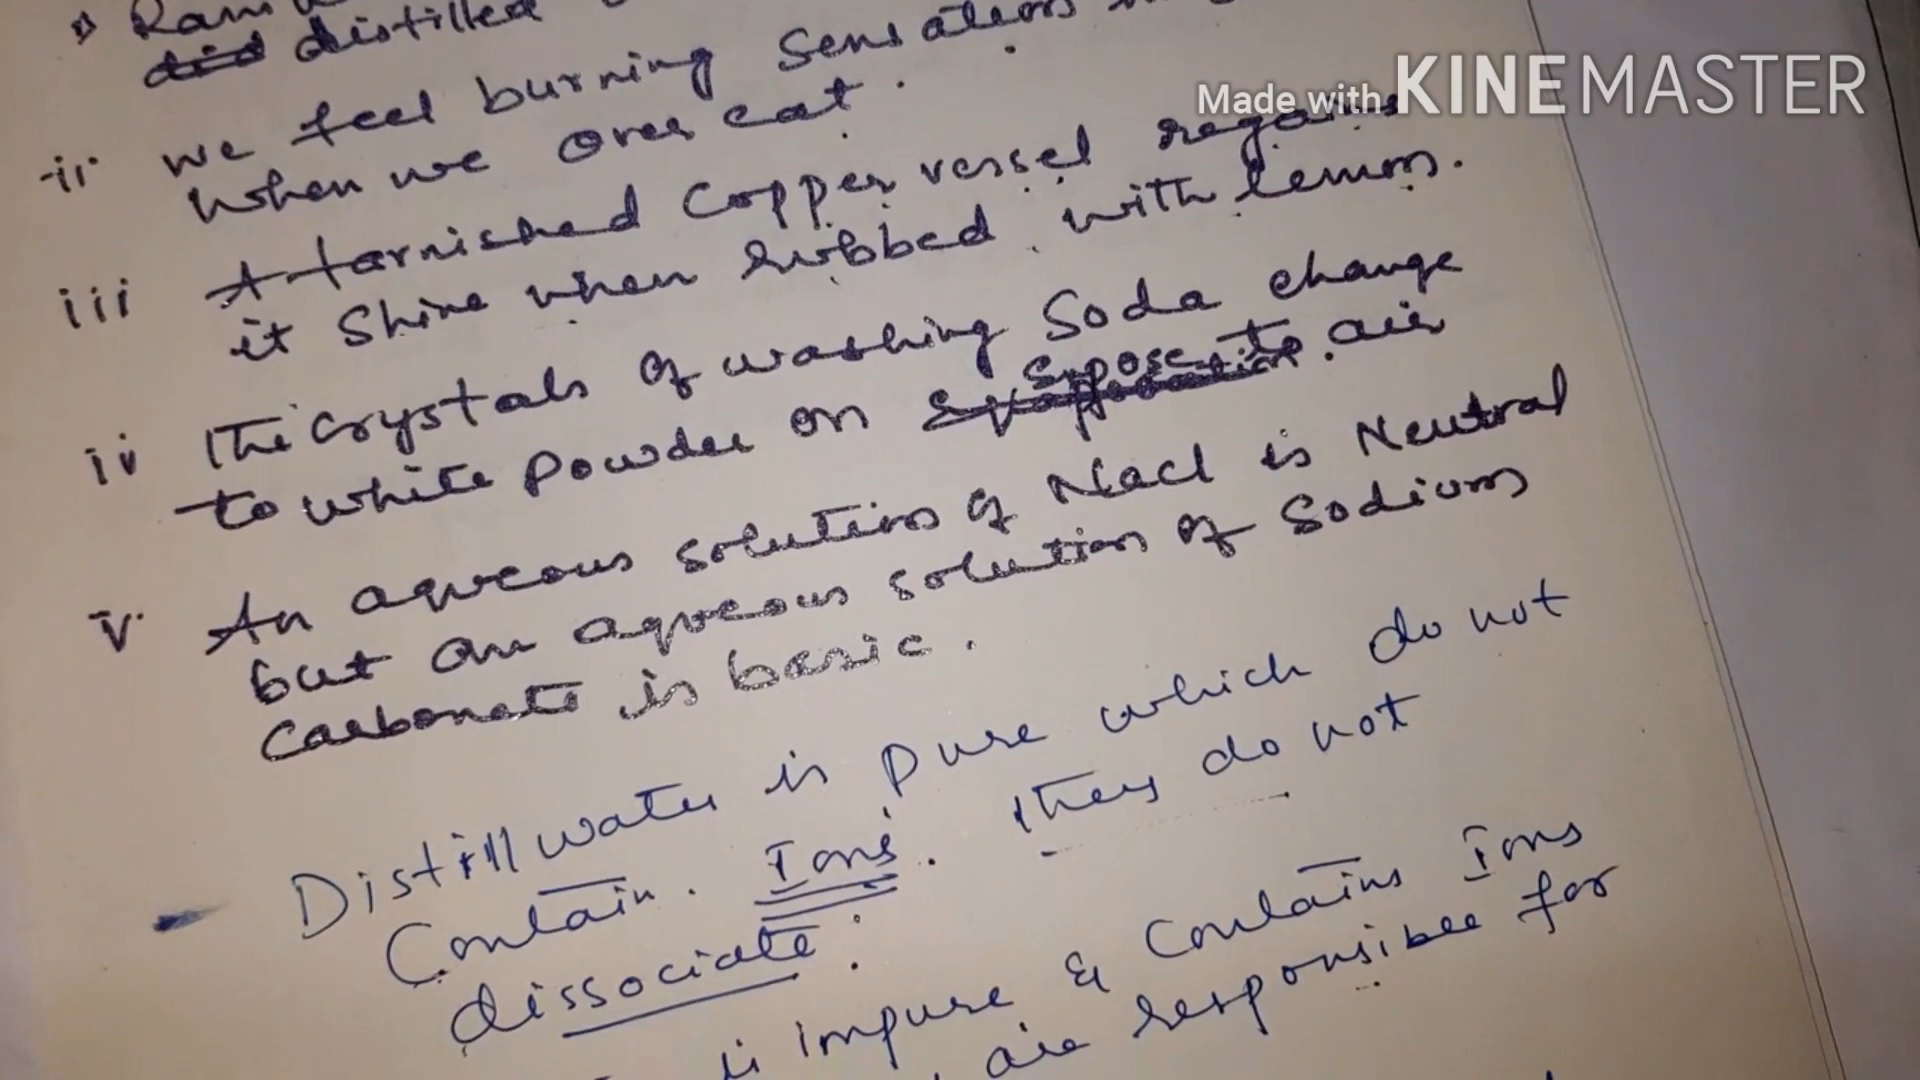 distilled
ii we feel burning sensation
when we over eat.
iii A tarnished copper vessel regains
it shine when rubbed with lemon.
iv The crystals of washing soda change
to white powder on expose to air
v. An aqueous solution of Nacl is Neutral
but an aqueous solution of Sodium
carbonate is basic.
- Distill water is pure which do not
Contain. Ions. They do not
dissociate.
is impure & Contains Ions
are responsible for
Made with KINEMASTER